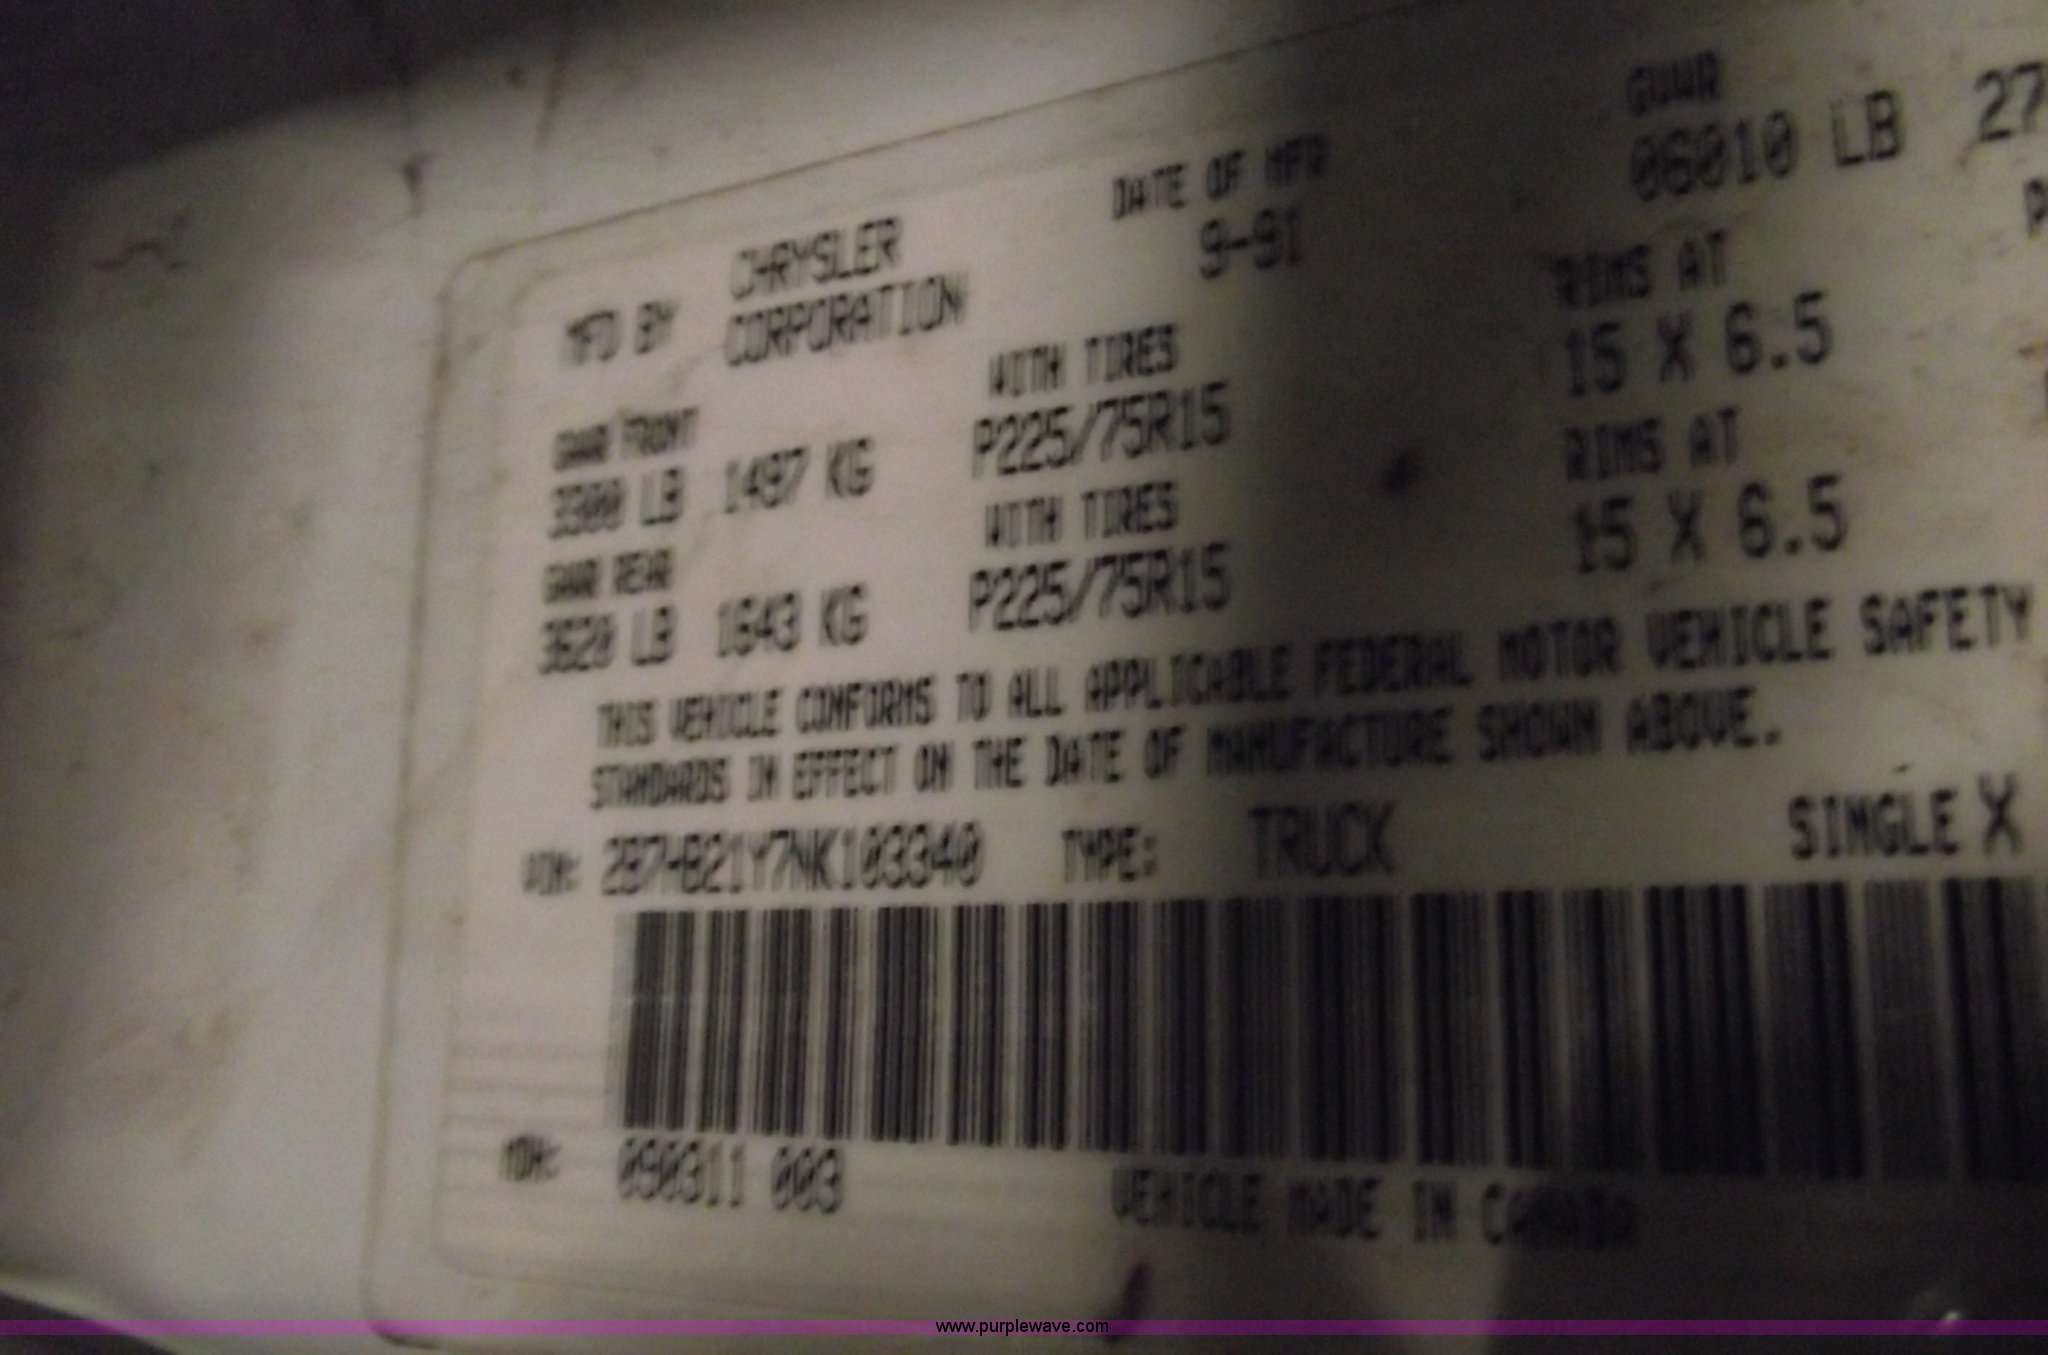 GVWR
06010 LB 27
DATE OF MFR
9-91
MFD BY CHRYSLER
CORPORATION
WITH TIRES
P225/75R15
RIMS AT
15 X 6.5
GAWR FRONT
3300 LB 1497 KG
WITH TIRES
P225/75R15
RIMS AT
15 X 6.5
GAWR REAR
3620 LB 1643 KG
THIS VEHICLE CONFORMS TO ALL APPLICABLE FEDERAL MOTOR VEHICLE SAFETY
STANDARDS IN EFFECT ON THE DATE OF MANUFACTURE SHOWN ABOVE.
VIN: 2B7HB21Y7NK103340 TYPE: TRUCK SINGLE X
MDH: 090311 003
VEHICLE MADE IN CANADA
www.purplewave.com